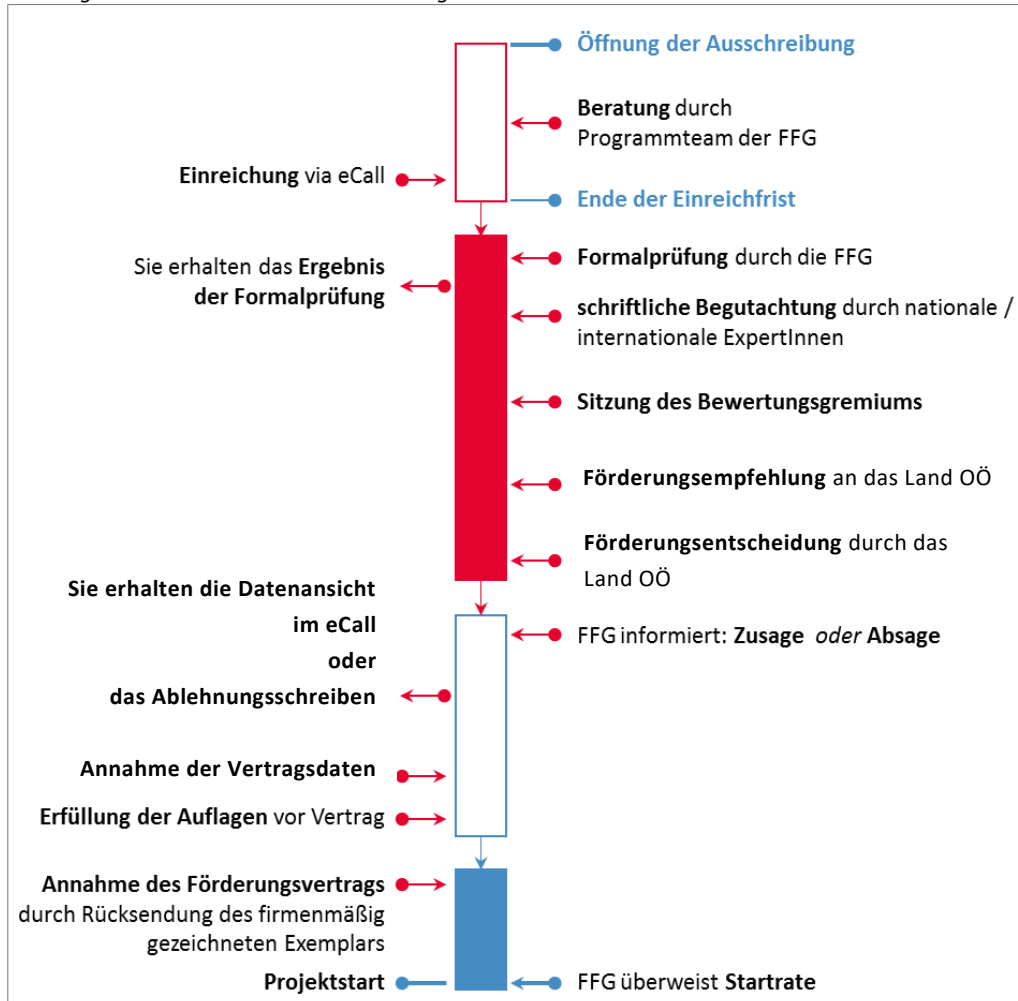 Öffnung der Ausschreibung
Beratung durch
Programmteam der FFG
Einreichung via eCall
Ende der Einreichfrist
Formalprüfung durch die FFG
Sie erhalten das Ergebnis
der Formalprüfung
schriftliche Begutachtung durch nationale /
internationale ExpertInnen
Sitzung des Bewertungsgremiums
Förderungsempfehlung an das Land OÖ
Förderungsentscheidung durch das
Land OÖ
Sie erhalten die Datenansicht
im eCall
oder
das Ablehnungsschreiben
FFG informiert: Zusage oder Absage
Annahme der Vertragsdaten
Erfüllung der Auflagen vor Vertrag
Annahme des Förderungsvertrags
durch Rücksendung des firmenmäßig
gezeichneten Exemplars
Projektstart
FFG überweist Startrate